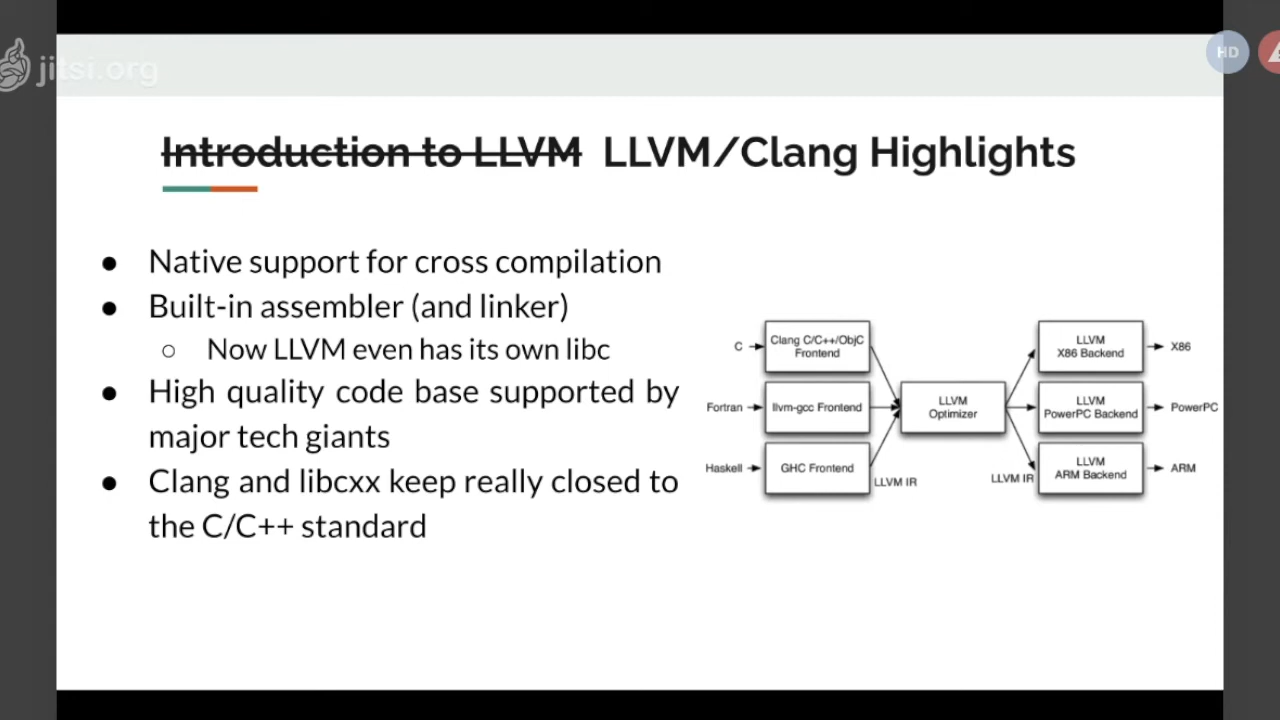 jitsi.org
HD
Introduction to LLVM LLVM/Clang Highlights
● Native support for cross compilation
● Built-in assembler (and linker)
○ Now LLVM even has its own libc
● High quality code base supported by
major tech giants
● Clang and libcxx keep really closed to
the C/C++ standard
C
Clang C/C++/ObjC
Frontend
Fortran
llvm-gcc Frontend
Haskell
GHC Frontend
LLVM IR
LLVM
Optimizer
LLVM IR
LLVM
X86 Backend
X86
LLVM
PowerPC Backend
PowerPC
LLVM
ARM Backend
ARM